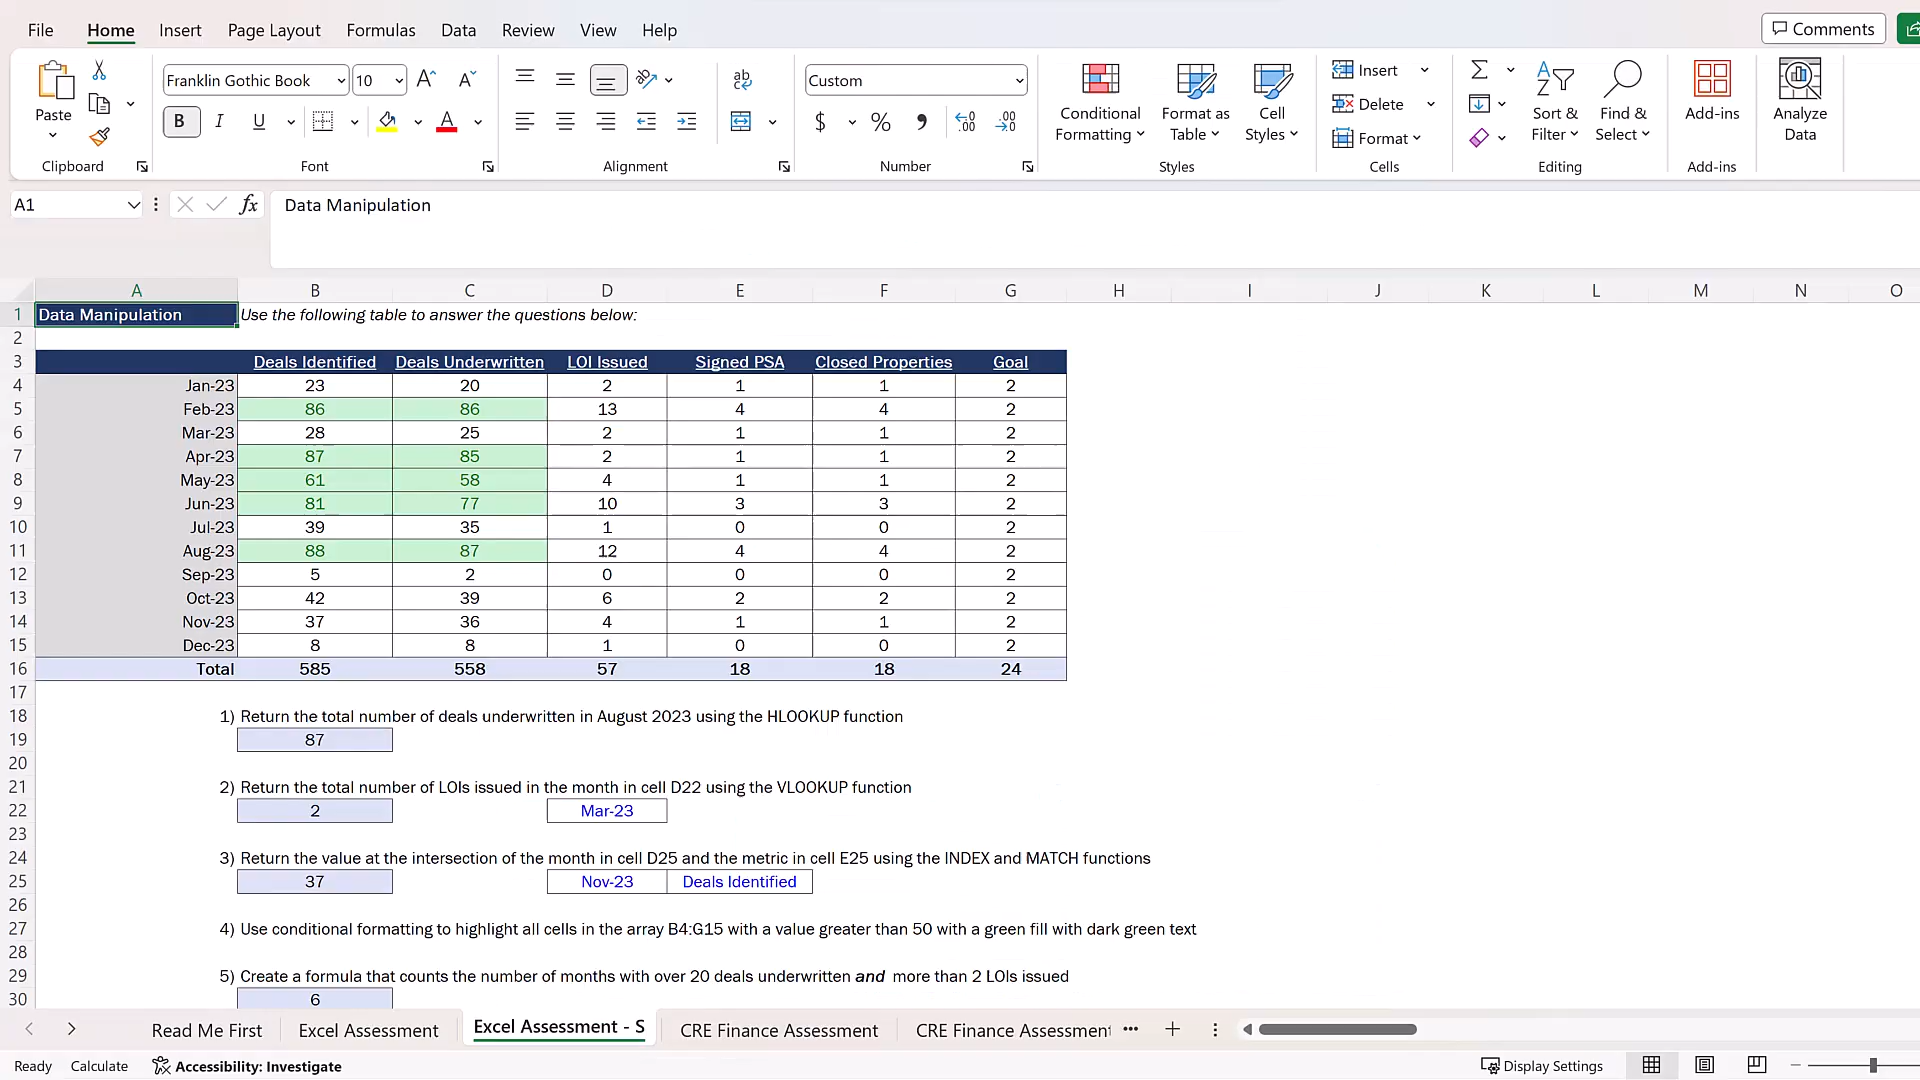 File Home Insert Page Layout Formulas Data Review View Help Comments
Franklin Gothic Book 10 Custom Insert
Paste B I U A $ % Conditional Formatting Format as Table Cell Styles Delete Sort & Filter Find & Select Add-ins Analyze Data
Format
Clipboard Font Alignment Number Styles Cells Editing Add-ins
A1 fx Data Manipulation
A B C D E F G H I J K L M N O
1 Data Manipulation Use the following table to answer the questions below:
2
3 Deals Identified Deals Underwritten LOI Issued Signed PSA Closed Properties Goal
4 Jan-23 23 20 2 1 1 2
5 Feb-23 86 86 13 4 4 2
6 Mar-23 28 25 2 1 1 2
7 Apr-23 87 85 2 1 1 2
8 May-23 61 58 4 1 1 2
9 Jun-23 81 77 10 3 3 2
10 Jul-23 39 35 1 0 0 2
11 Aug-23 88 87 12 4 4 2
12 Sep-23 5 2 0 0 0 2
13 Oct-23 42 39 6 2 2 2
14 Nov-23 37 36 4 1 1 2
15 Dec-23 8 8 1 0 0 2
16 Total 585 558 57 18 18 24
17
18 1) Return the total number of deals underwritten in August 2023 using the HLOOKUP function
19 87
20
21 2) Return the total number of LOIs issued in the month in cell D22 using the VLOOKUP function
22 2 Mar-23
23
24 3) Return the value at the intersection of the month in cell D25 and the metric in cell E25 using the INDEX and MATCH functions
25 37 Nov-23 Deals Identified
26
27 4) Use conditional formatting to highlight all cells in the array B4:G15 with a value greater than 50 with a green fill with dark green text
28
29 5) Create a formula that counts the number of months with over 20 deals underwritten and more than 2 LOIs issued
30 6
Read Me First Excel Assessment Excel Assessment - S CRE Finance Assessment CRE Finance Assessment
Ready Calculate Accessibility: Investigate Display Settings